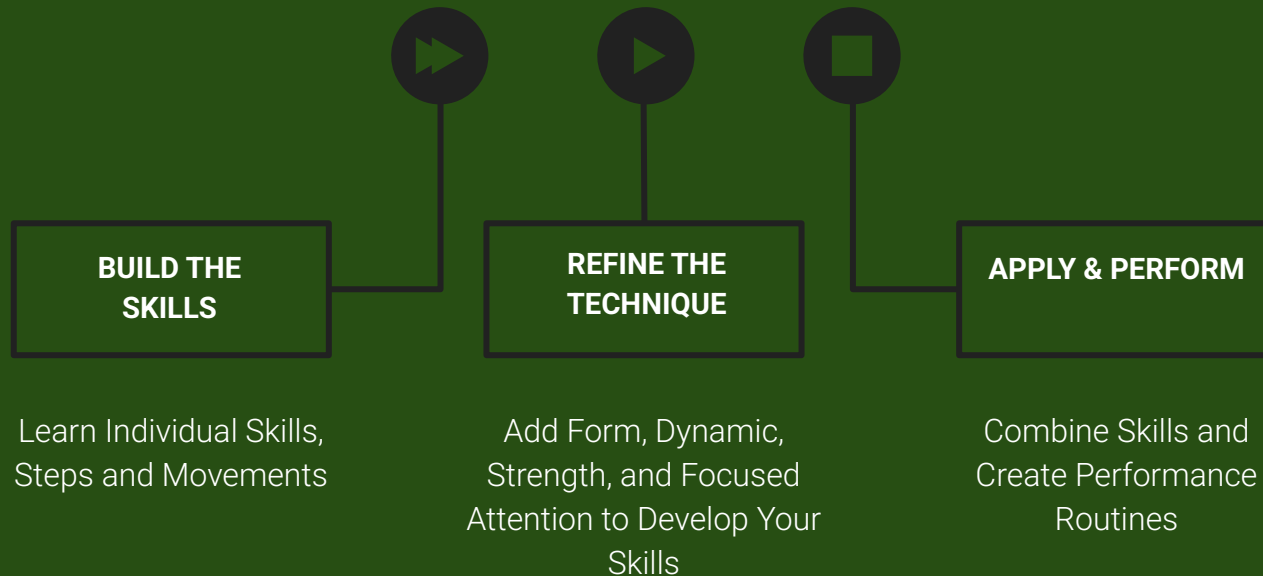 BUILD THE
SKILLS
Learn Individual Skills,
Steps and Movements
REFINE THE
TECHNIQUE
Add Form, Dynamic,
Strength, and Focused
Attention to Develop Your
Skills
APPLY & PERFORM
Combine Skills and
Create Performance
Routines